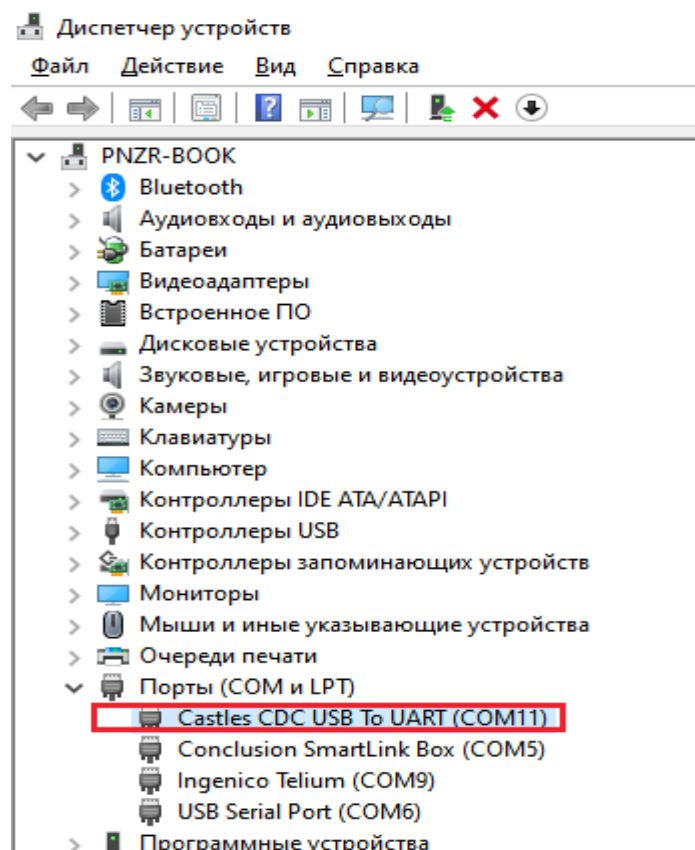 Диспетчер устройств
Файл Действие Вид Справка
PNZR-BOOK
Bluetooth
Аудиовходы и аудиовыходы
Батареи
Видеоадаптеры
Встроенное ПО
Дисковые устройства
Звуковые, игровые и видеоустройства
Камеры
Клавиатуры
Компьютер
Контроллеры IDE ATA/ATAPI
Контроллеры USB
Контроллеры запоминающих устройств
Мониторы
Мыши и иные указывающие устройства
Очереди печати
Порты (COM и LPT)
Castles CDC USB To UART (COM11)
Conclusion SmartLink Box (COM5)
Ingenico Telium (COM9)
USB Serial Port (COM6)
Программные устройства